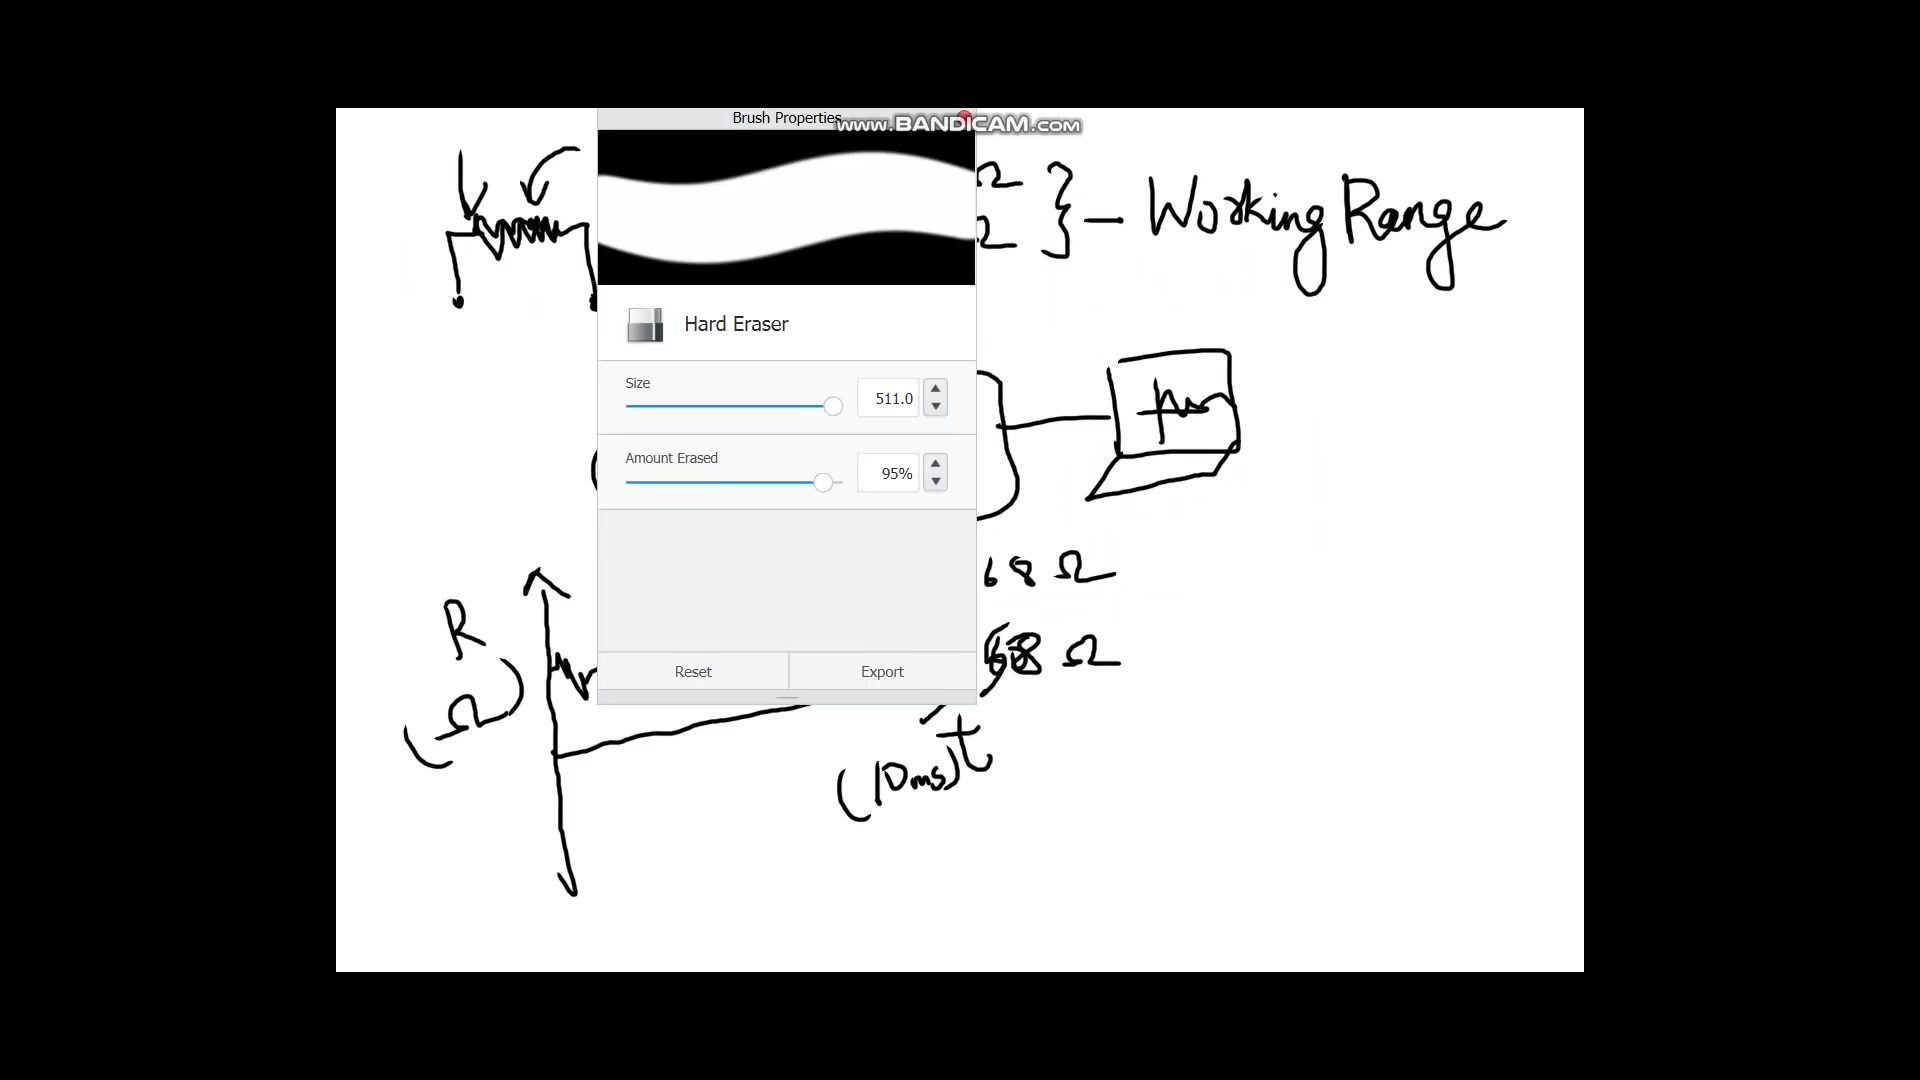 Brush Properties
www.BANDICAM.com
Ω
Ω } – Working Range
Hard Eraser
Size
511.0
Amount Erased
95%
68 Ω
R
(Ω)
68 Ω
Reset
Export
t
(10ms)